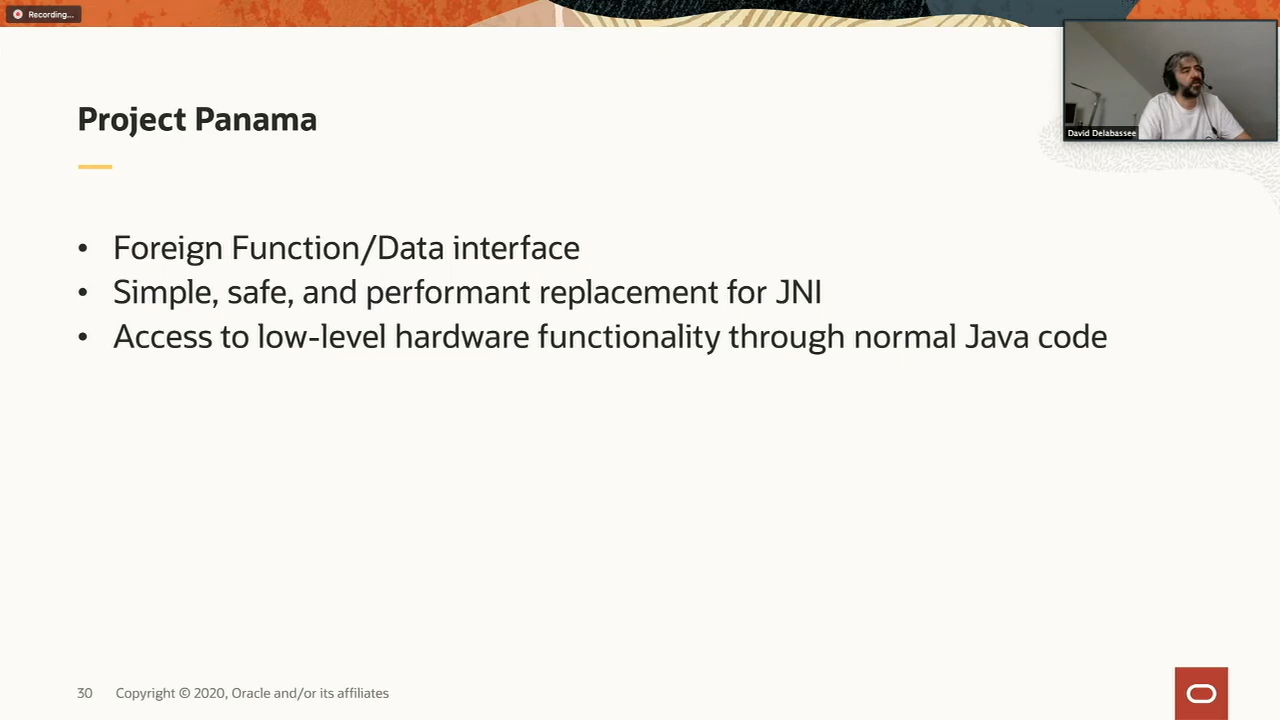 Recording...
David Delabassee
Project Panama
• Foreign Function/Data interface
• Simple, safe, and performant replacement for JNI
• Access to low-level hardware functionality through normal Java code
30 Copyright © 2020, Oracle and/or its affiliates